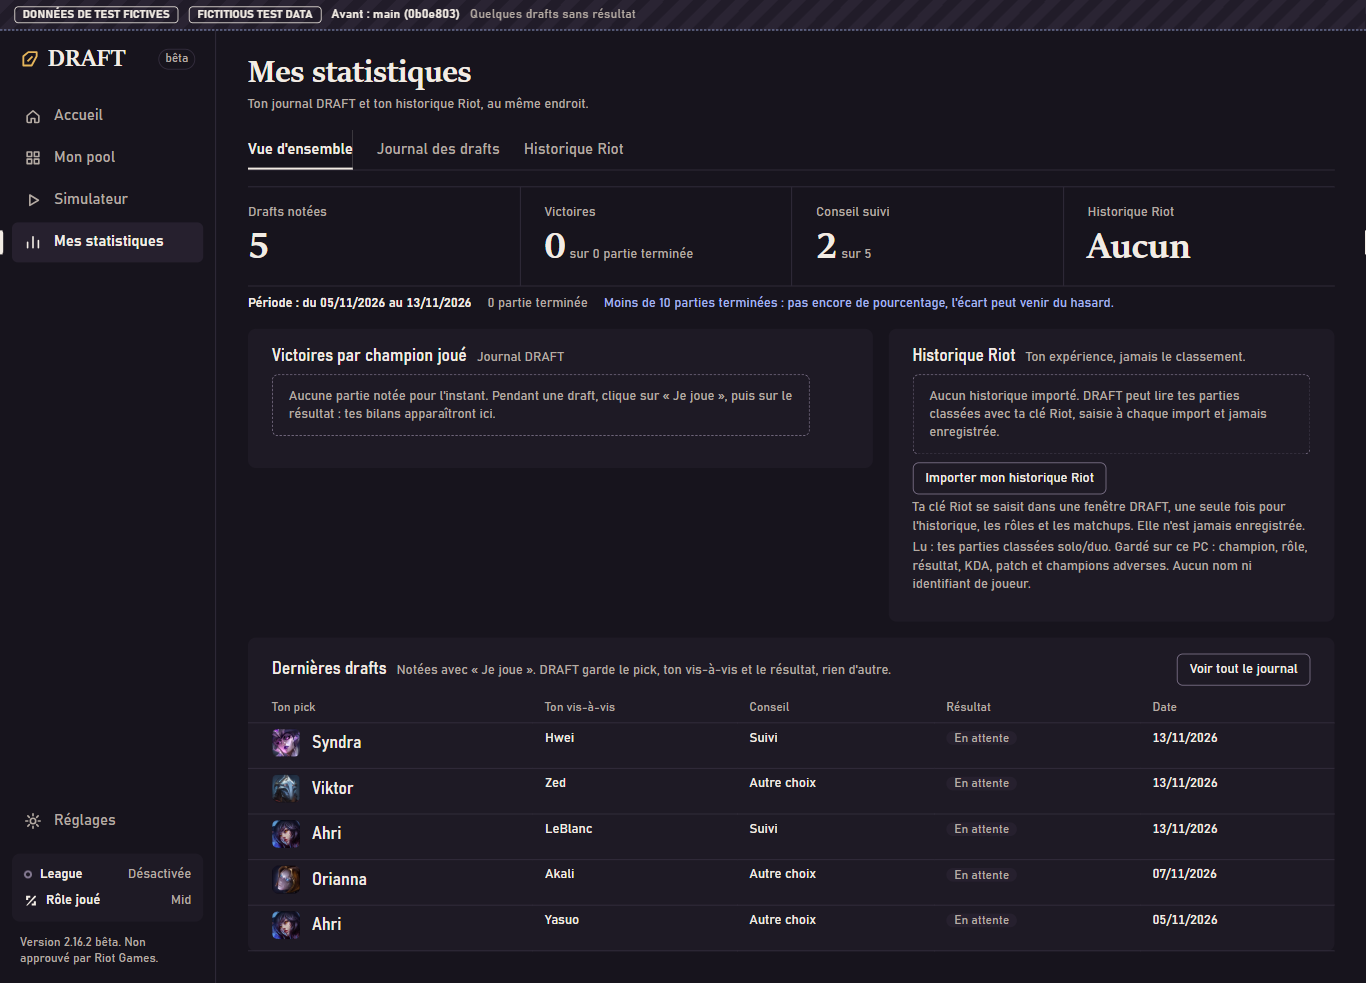 DONNÉES DE TEST FICTIVES FICTITIOUS TEST DATA Avant : main (0b0e803) Quelques drafts sans résultat
DRAFT bêta
Accueil
Mon pool
Simulateur
Mes statistiques
Réglages
League Désactivée
Rôle joué Mid
Version 2.16.2 bêta. Non
approuvé par Riot Games.
Mes statistiques
Ton journal DRAFT et ton historique Riot, au même endroit.
Vue d'ensemble Journal des drafts Historique Riot
Drafts notées
5
Victoires
0 sur 0 partie terminée
Conseil suivi
2 sur 5
Historique Riot
Aucun
Période : du 05/11/2026 au 13/11/2026 0 partie terminée Moins de 10 parties terminées : pas encore de pourcentage, l'écart peut venir du hasard.
Victoires par champion joué Journal DRAFT
Aucune partie notée pour l'instant. Pendant une draft, clique sur « Je joue », puis sur le
résultat : tes bilans apparaîtront ici.
Historique Riot Ton expérience, jamais le classement.
Aucun historique importé. DRAFT peut lire tes parties
classées avec ta clé Riot, saisie à chaque import et jamais
enregistrée.
Importer mon historique Riot
Ta clé Riot se saisit dans une fenêtre DRAFT, une seule fois pour
l'historique, les rôles et les matchups. Elle n'est jamais enregistrée.
Lu : tes parties classées solo/duo. Gardé sur ce PC : champion, rôle,
résultat, KDA, patch et champions adverses. Aucun nom ni
identifiant de joueur.
Dernières drafts Notées avec « Je joue ». DRAFT garde le pick, ton vis-à-vis et le résultat, rien d'autre. Voir tout le journal
Ton pick Ton vis-à-vis Conseil Résultat Date
Syndra Hwei Suivi En attente 13/11/2026
Viktor Zed Autre choix En attente 13/11/2026
Ahri LeBlanc Suivi En attente 13/11/2026
Orianna Akali Autre choix En attente 07/11/2026
Ahri Yasuo Autre choix En attente 05/11/2026